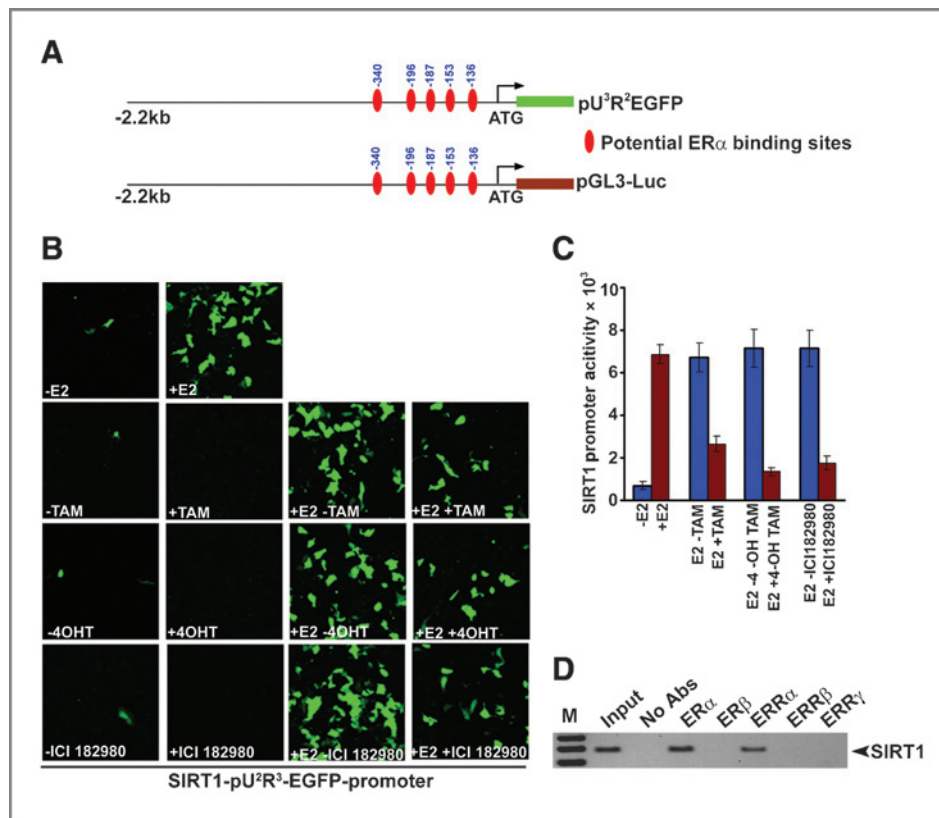 A
-340
-196
-187
-153
-136
-2.2kb
ATG
pU³R²EGFP
Potential ERα binding sites
-340
-196
-187
-153
-136
-2.2kb
ATG
pGL3-Luc
B
-E2
+E2
-TAM
+TAM
+E2 -TAM
+E2 +TAM
-4OHT
+4OHT
+E2 -4OHT
+E2 +4OHT
-ICI 182980
+ICI 182980
+E2 -ICI 182980
+E2 +ICI 182980
SIRT1-pU²R³-EGFP-promoter
C
SIRT1 promoter acitivity × 10³
10
8
6
4
2
0
-E2
+E2
E2 -TAM
E2 +TAM
E2 -4 -OH TAM
E2 +4-OH TAM
E2 -ICI182980
E2 +ICI182980
D
M
Input
No Abs
ERα
ERβ
ERRα
ERRβ
ERRγ
SIRT1